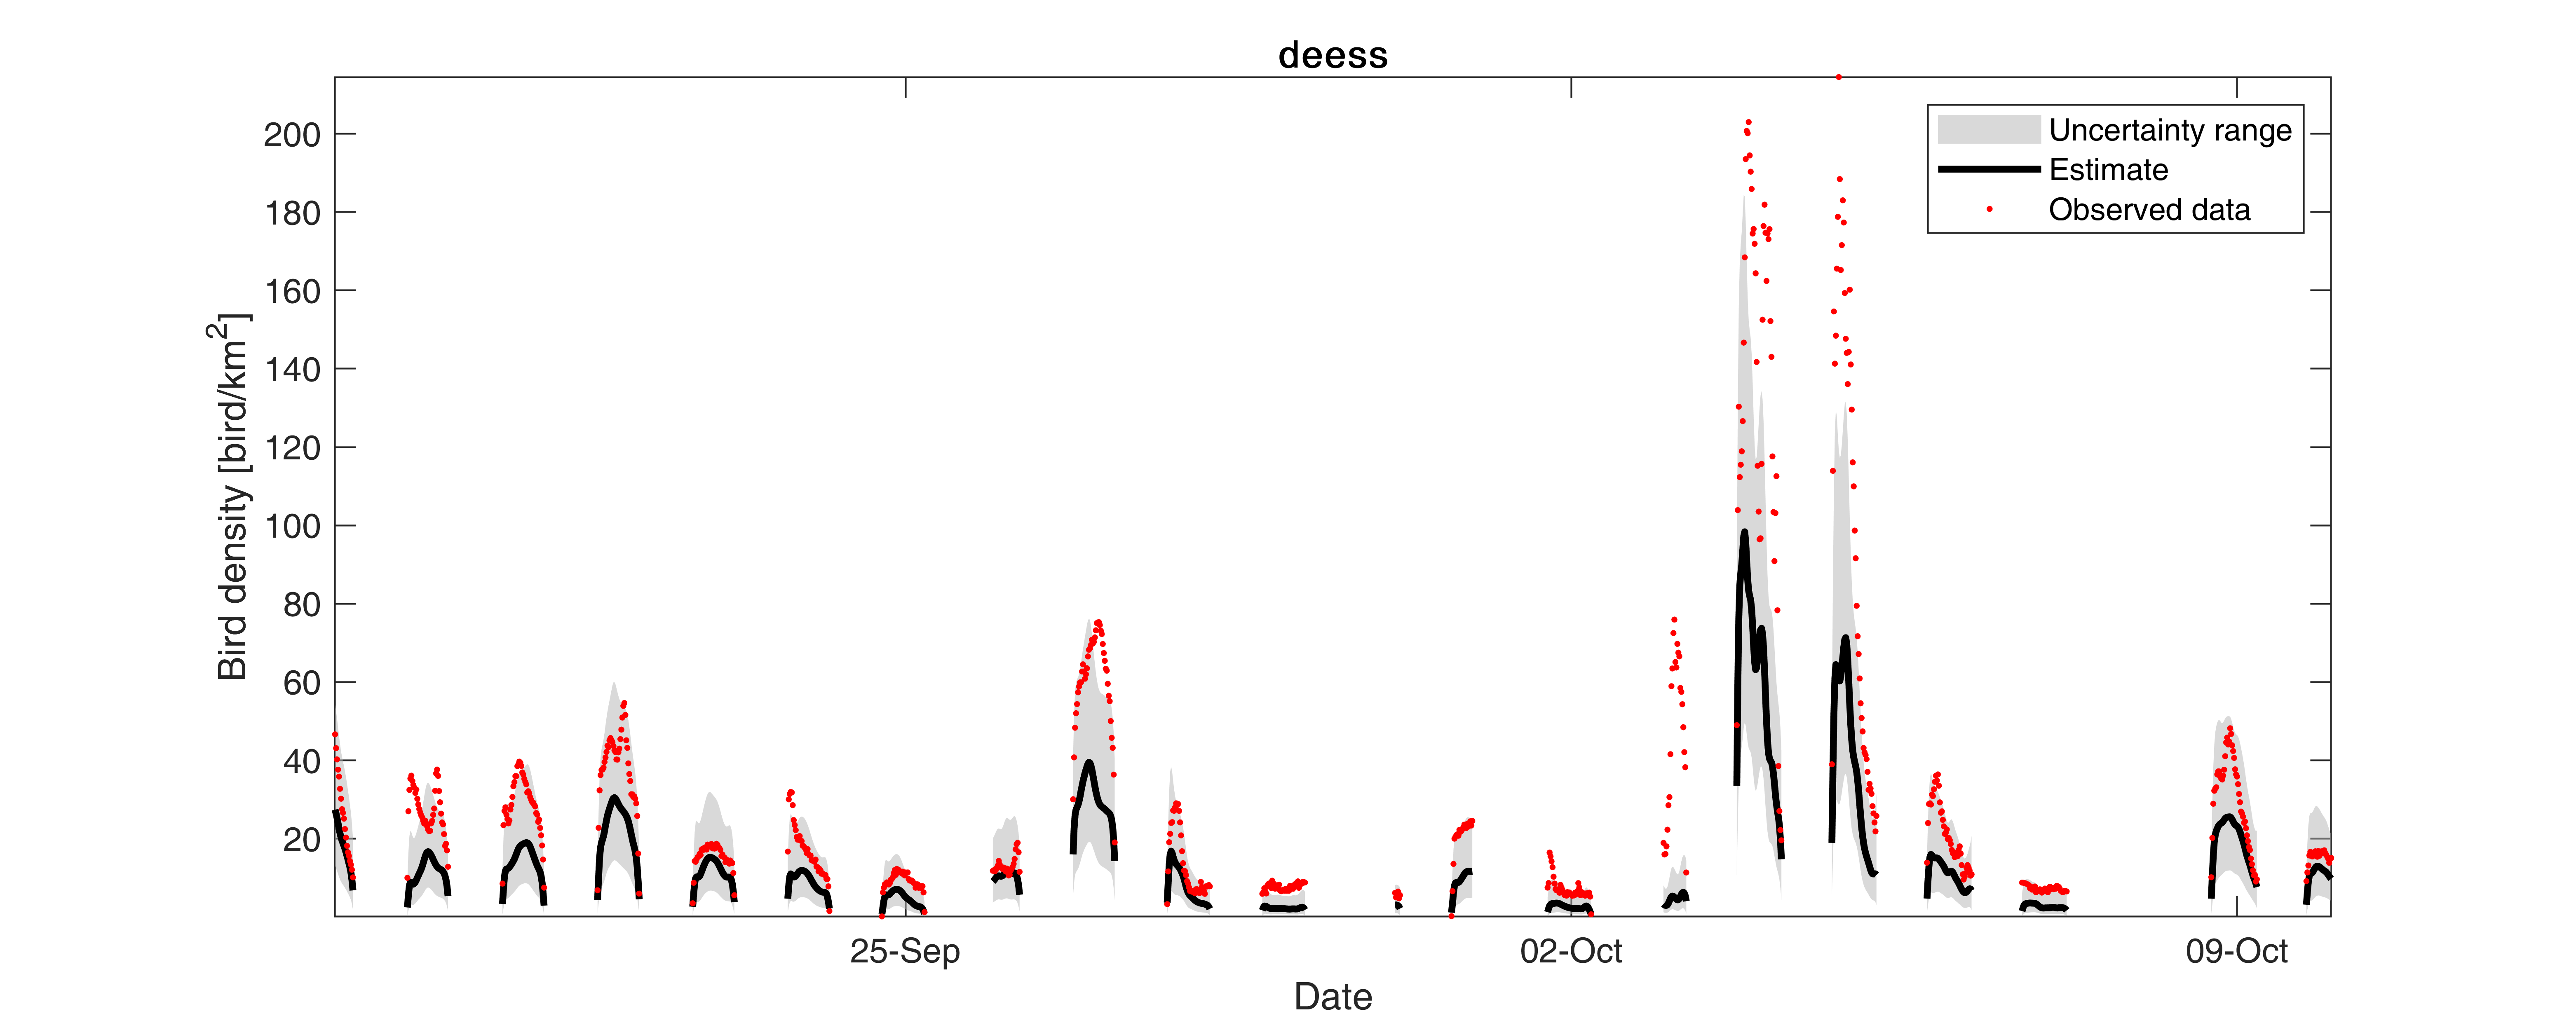 deess
Bird density [bird/km²]
200
180
160
140
120
100
80
60
40
20
Uncertainty range
Estimate
Observed data
25-Sep
02-Oct
09-Oct
Date